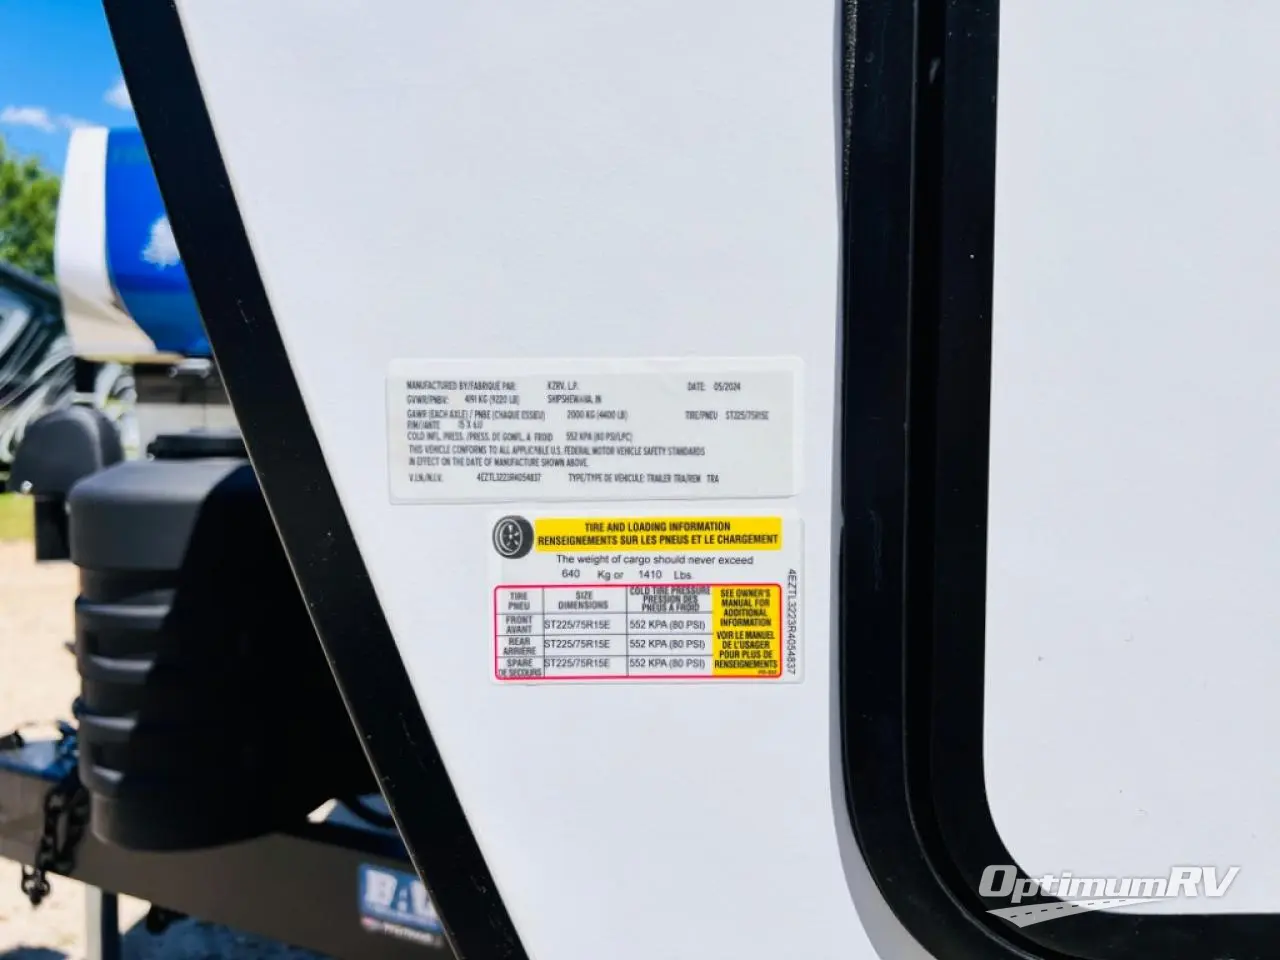 MANUFACTURED BY/FABRIQUÉ PAR: KZRV, L.P. DATE: 05/2024
GVWR/PNBV: 4191 KG (9220 LB) SHIPSHEWANA, IN
GAWR (EACH AXLE) / PNBE (CHAQUE ESSIEU) 2000 KG (4400 LB) TIRE/PNEU ST225/75R15E
RIM/JANTE 15 X 6JJ
COLD INFL. PRESS. /PRESS. DE GONFL. A FROID 552 KPA (80 PSI/LPC)
THIS VEHICLE CONFORMS TO ALL APPLICABLE U.S. FEDERAL MOTOR VEHICLE SAFETY STANDARDS
IN EFFECT ON THE DATE OF MANUFACTURE SHOWN ABOVE.
V.I.N./N.I.V. 4EZTL3223R4054837 TYPE/TYPE DE VEHICULE: TRAILER TRA/REM TRA
TIRE AND LOADING INFORMATION
RENSEIGNEMENTS SUR LES PNEUS ET LE CHARGEMENT
The weight of cargo should never exceed
640 Kg or 1410 Lbs.
TIRE
PNEU
SIZE
DIMENSIONS
COLD TIRE PRESSURE
PRESSION DES
PNEUS A FROID
FRONT
AVANT
ST225/75R15E
552 KPA (80 PSI)
REAR
ARRIÈRE
ST225/75R15E
552 KPA (80 PSI)
SPARE
DE SECOURS
ST225/75R15E
552 KPA (80 PSI)
SEE OWNER'S
MANUAL FOR
ADDITIONAL
INFORMATION
VOIR LE MANUEL
DE L'USAGER
POUR PLUS DE
RENSEIGNEMENTS
4EZTL3223R4054837
OptimumRV